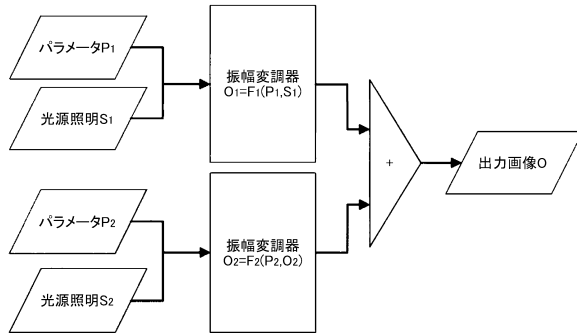 パラメータP1
光源照明S1
振幅変調器
O1=F1(P1,S1)
+
出力画像O
パラメータP2
光源照明S2
振幅変調器
O2=F2(P2,O2)